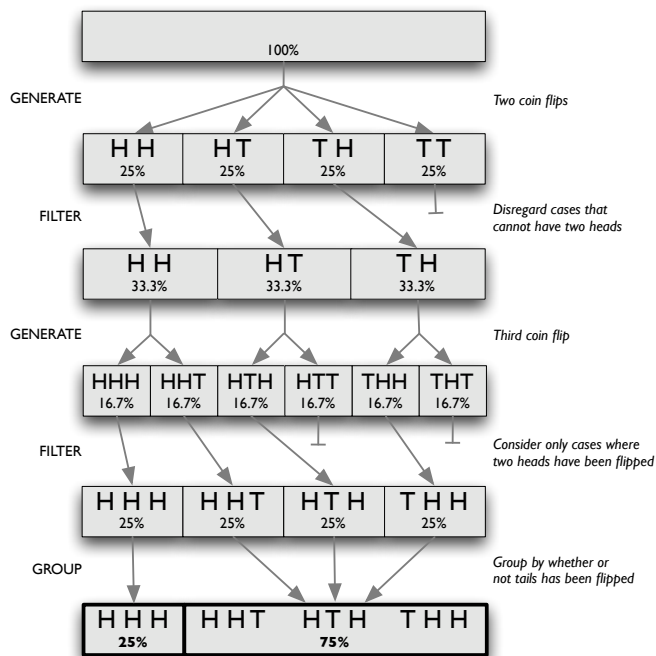 100%
GENERATE
Two coin flips
H H
H T
T H
T T
25%
25%
25%
25%
FILTER
Disregard cases that
cannot have two heads
H H
H T
T H
33.3%
33.3%
33.3%
GENERATE
Third coin flip
HHH
HHT
HTH
HTT
THH
THT
16.7%
16.7%
16.7%
16.7%
16.7%
16.7%
FILTER
Consider only cases where
two heads have been flipped
H H H
H H T
H T H
T H H
25%
25%
25%
25%
GROUP
Group by whether or
not tails has been flipped
H H H
H H T
H T H
T H H
25%
75%